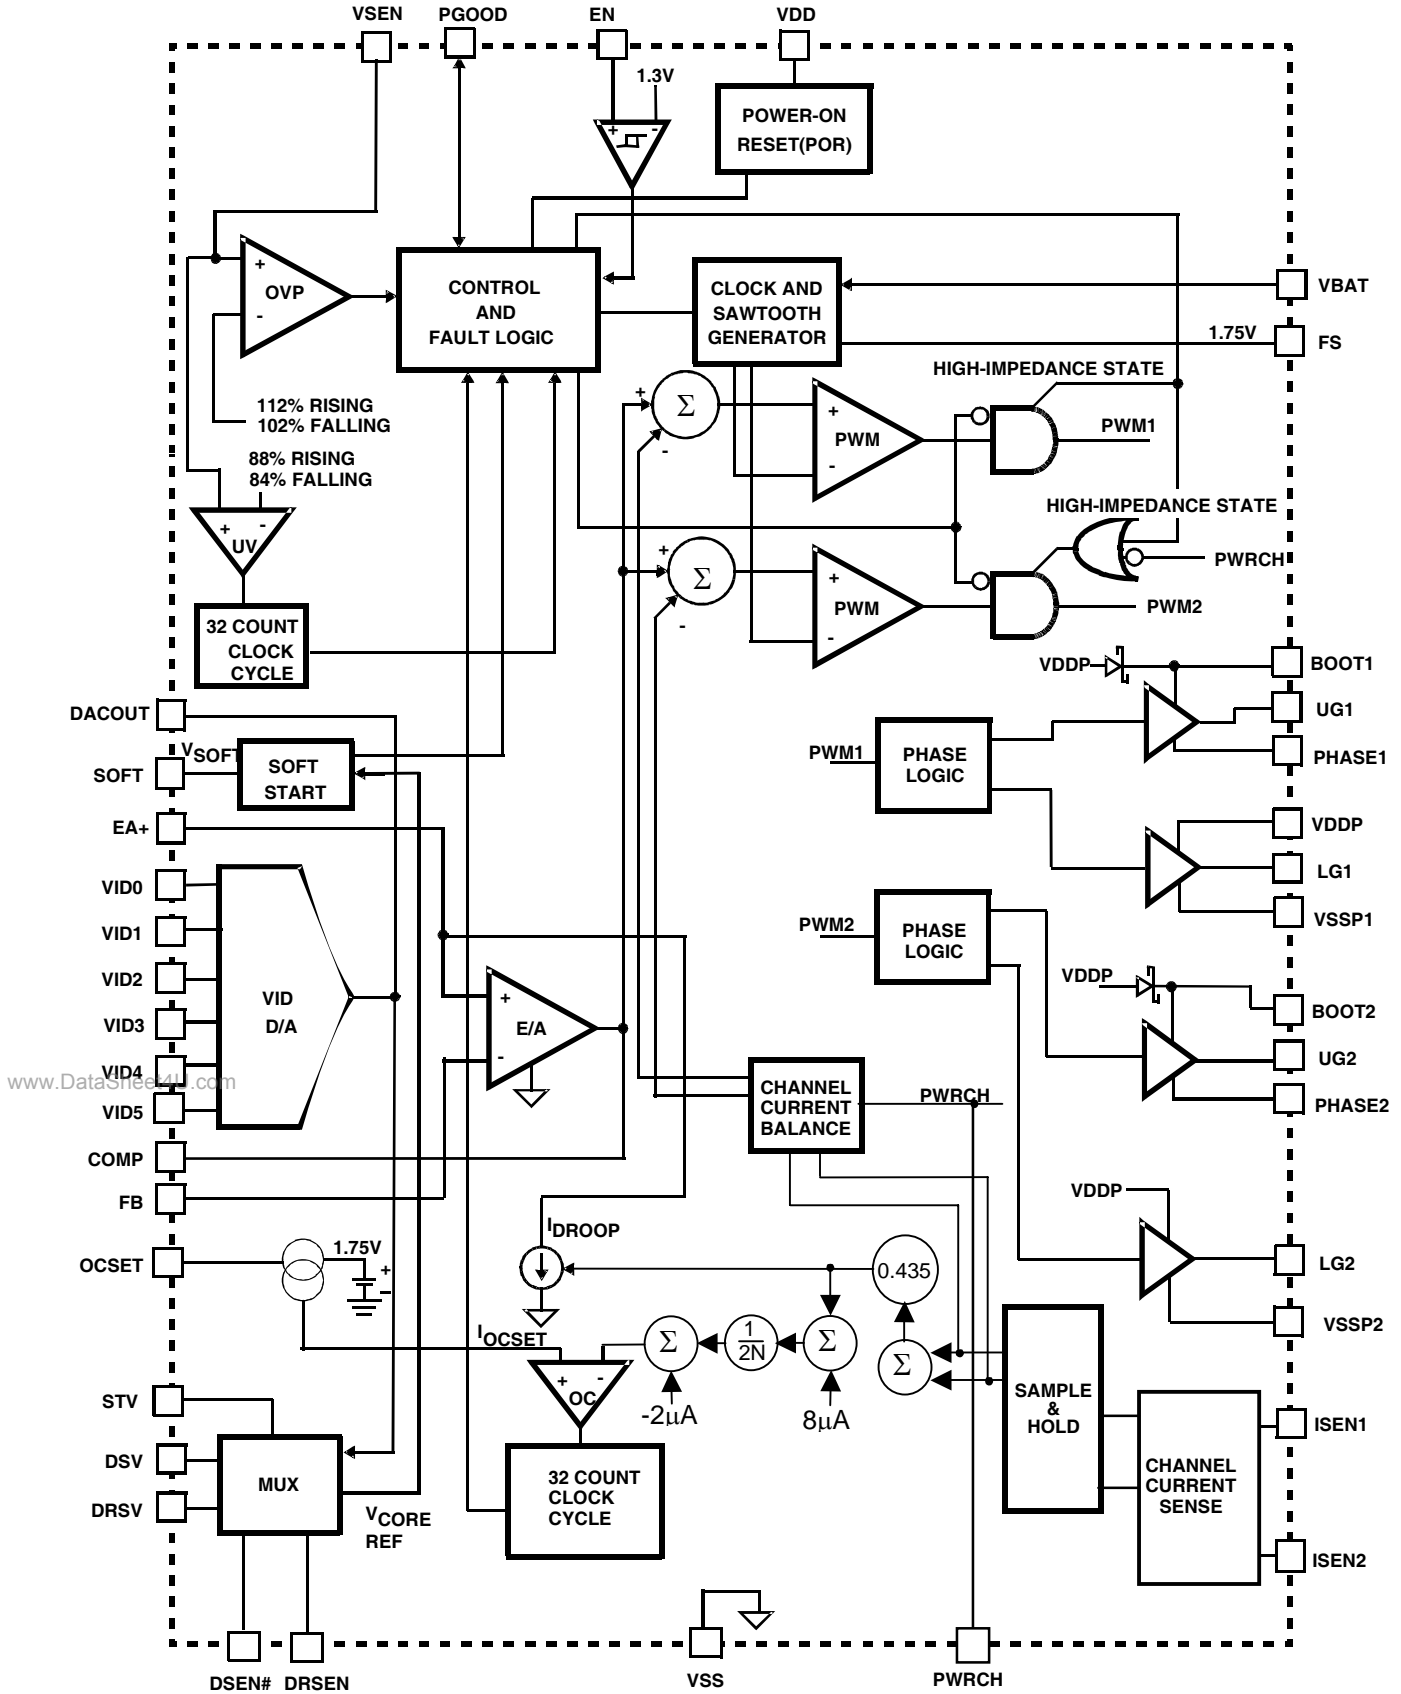 VSEN
PGOOD
EN
VDD
1.3V
+
-
POWER-ON
RESET(POR)
+
OVP
-
CONTROL
AND
FAULT LOGIC
CLOCK AND
SAWTOOTH
GENERATOR
VBAT
1.75V
FS
HIGH-IMPEDANCE STATE
112% RISING
102% FALLING
88% RISING
84% FALLING
+
Σ
-
+
PWM
-
PWM1
HIGH-IMPEDANCE STATE
+ -
UV
+
Σ
-
+
PWM
-
PWRCH
PWM2
32 COUNT
CLOCK
CYCLE
VDDP
BOOT1
UG1
PHASE1
DACOUT
VSOFT
SOFT
SOFT
START
PWM1
PHASE
LOGIC
EA+
VDDP
LG1
VSSP1
VID0
VID1
VID2
VID3
VID4
VID5
VID
D/A
PWM2
PHASE
LOGIC
VDDP
BOOT2
UG2
PHASE2
+
E/A
-
www.DataSheet4U.com
CHANNEL
CURRENT
BALANCE
PWRCH
COMP
FB
VDDP
LG2
VSSP2
OCSET
1.75V
+
-
IDROOP
0.435
IOCSET
Σ
1
2N
Σ
Σ
+ -
OC
-2µA
8µA
SAMPLE
&
HOLD
STV
DSV
DRSV
MUX
VCORE
REF
32 COUNT
CLOCK
CYCLE
CHANNEL
CURRENT
SENSE
ISEN1
ISEN2
DSEN#
DRSEN
VSS
PWRCH